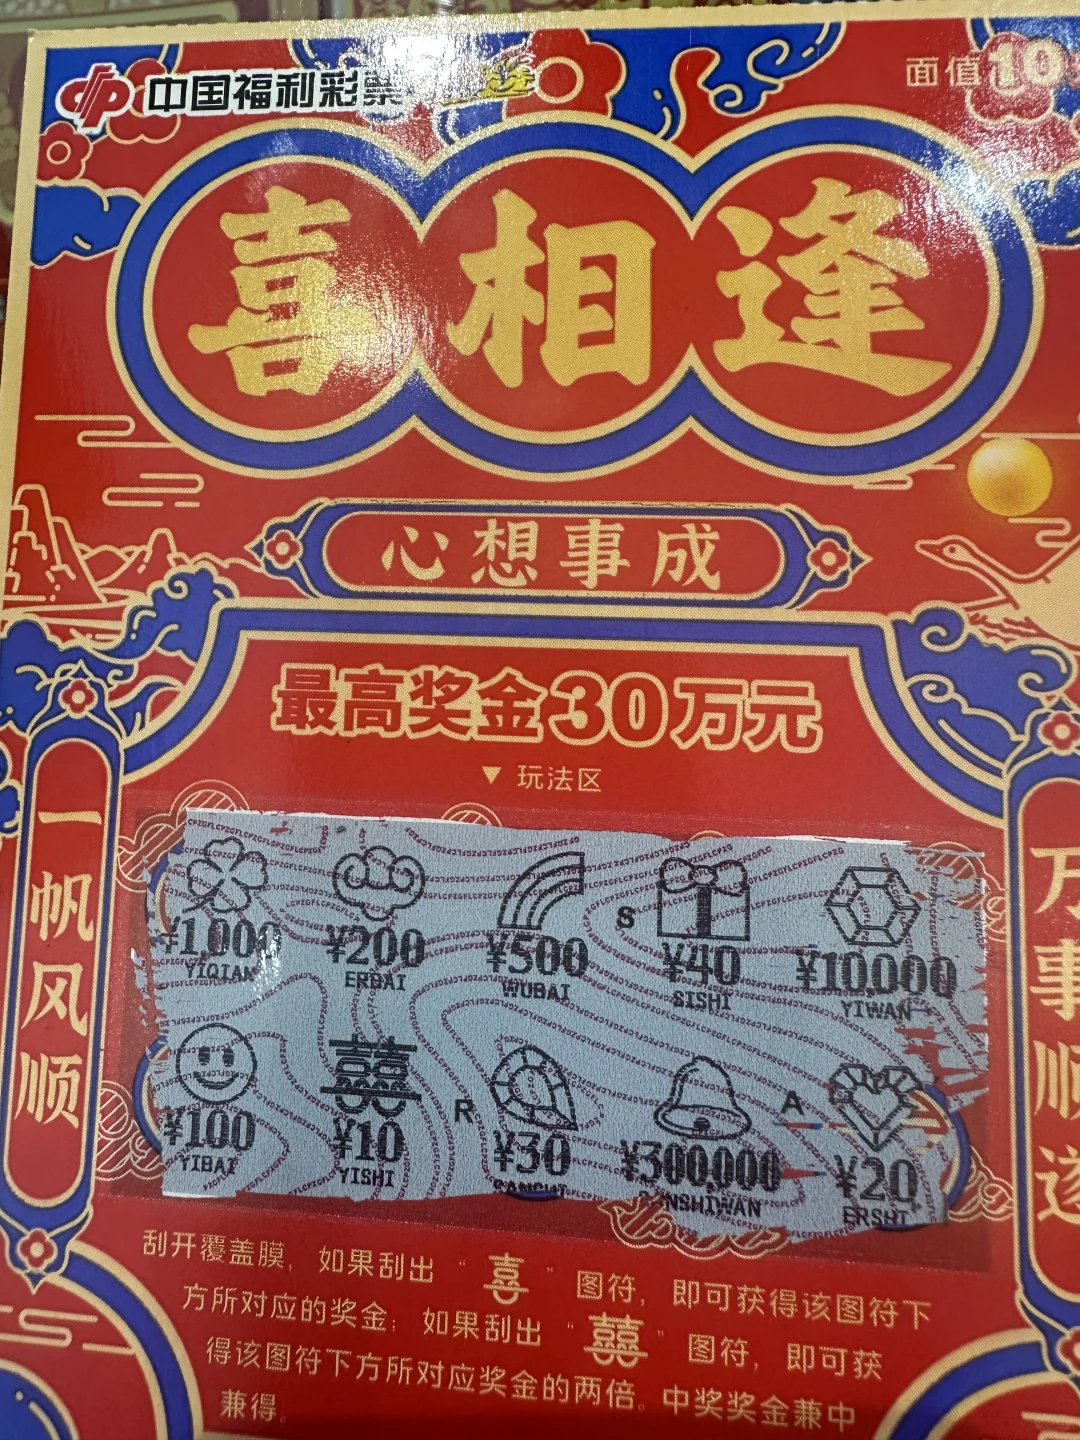 中国福利彩票
面值10
喜相逢
心想事成
最高奖金30万元
▼ 玩法区
一帆风顺
万事顺遂
¥1,000 ¥200 ¥500 S ¥40 ¥10,000
YIQIAN ERBAI WUBAI SISHI YIWAN
囍
¥100 ¥10 R ¥30 ¥300,000 A ¥20
YIBAI YISHI SANSHIWAN ERSHI
刮开覆盖膜，如果刮出“喜”图符，即可获得该图符下
方所对应的奖金；如果刮出“囍”图符，即可获
得该图符下方所对应奖金的两倍。中奖奖金兼中
兼得。